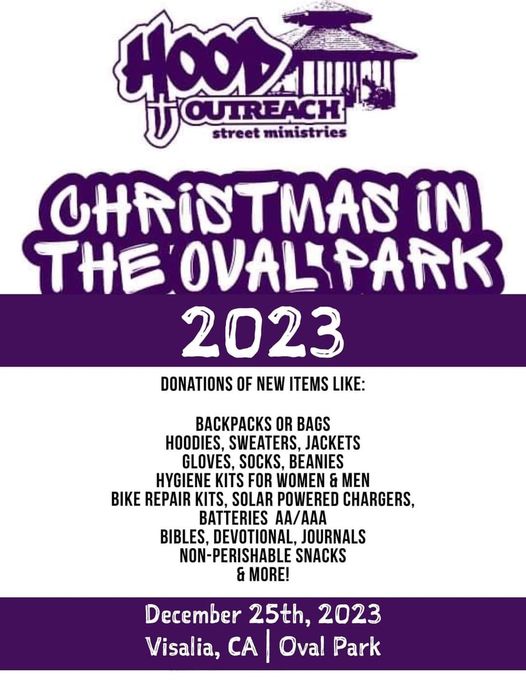 HOOD
OUTREACH
street ministries
CHRISTMAS IN
THE OVAL PARK
2023
DONATIONS OF NEW ITEMS LIKE:
BACKPACKS OR BAGS
HOODIES, SWEATERS, JACKETS
GLOVES, SOCKS, BEANIES
HYGIENE KITS FOR WOMEN & MEN
BIKE REPAIR KITS, SOLAR POWERED CHARGERS,
BATTERIES AA/AAA
BIBLES, DEVOTIONAL, JOURNALS
NON-PERISHABLE SNACKS
& MORE!
December 25th, 2023
Visalia, CA | Oval Park